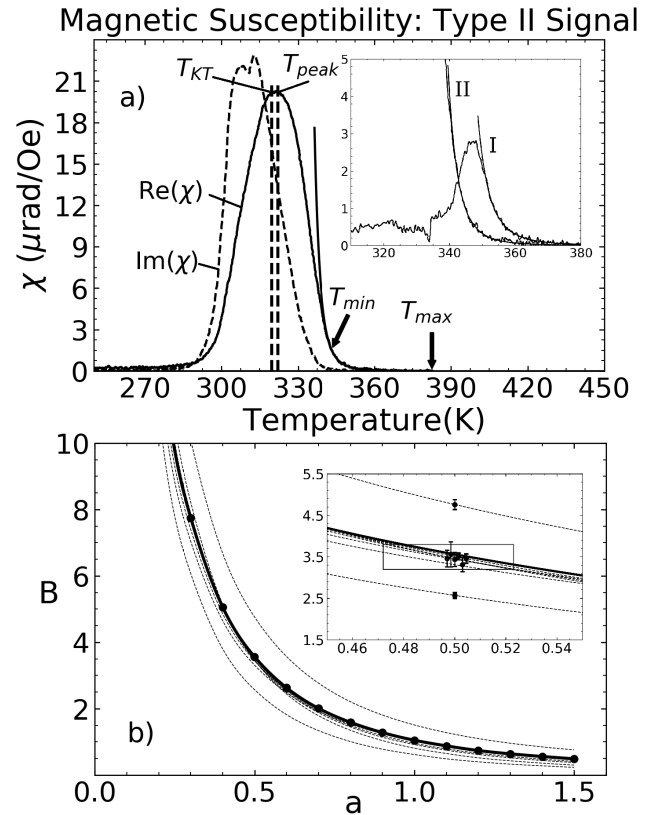 Magnetic Susceptibility: Type II Signal
χ (μrad/Oe)
21
18
15
12
9
6
3
0
a)
T_KT
T_peak
Re(χ)
Im(χ)
T_min
T_max
5
4
3
2
1
0
II
I
320 340 360 380
270 300 330 360 390 420 450
Temperature(K)
B
10
8
6
4
2
0
b)
5.5
4.5
3.5
2.5
1.5
0.46 0.48 0.50 0.52 0.54
0.0 0.5 1.0 1.5
a